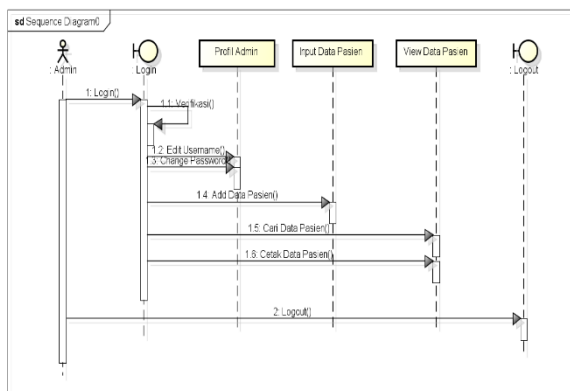 sd Sequence Diagram0
Profil Admin
Input Data Pasien
View Data Pasien
: Admin
: Login
: Logout
1: Login()
1.1: Verifikasi()
1.2: Edit Username()
1.3: Change Password
1.4: Add Data Pasien()
1.5: Cari Data Pasien()
1.6: Cetak Data Pasien()
2: Logout()